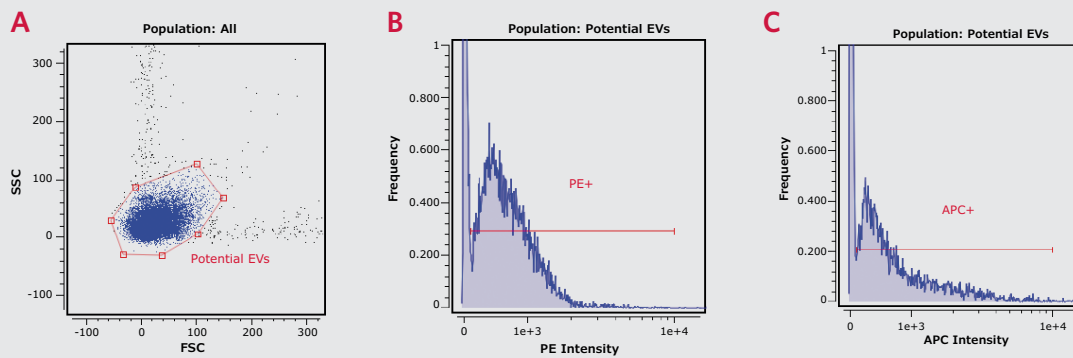 A
Population: All
SSC
300
200
100
0
-100
Potential EVs
-100
0
100
200
300
FSC
B
Population: Potential EVs
Frequency
1
0.800
0.600
0.400
0.200
0
PE+
0
1e+3
1e+4
PE Intensity
C
Population: Potential EVs
Frequency
1
0.800
0.600
0.400
0.200
0
APC+
0
1e+3
1e+4
APC Intensity